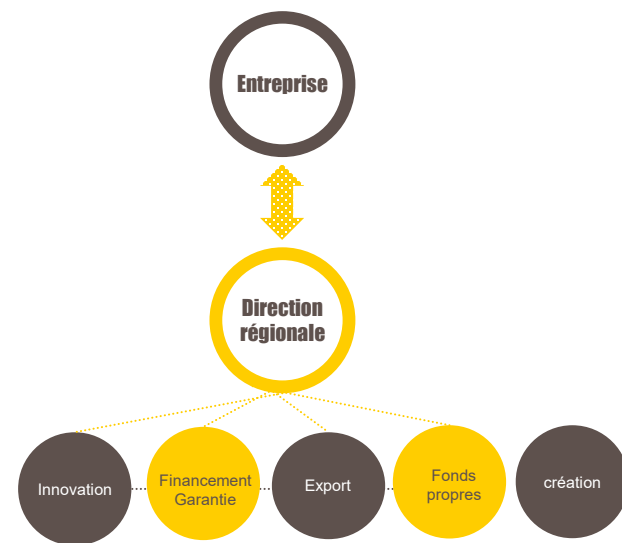 Entreprise
Direction
régionale
Innovation
Financement
Garantie
Export
Fonds
propres
création